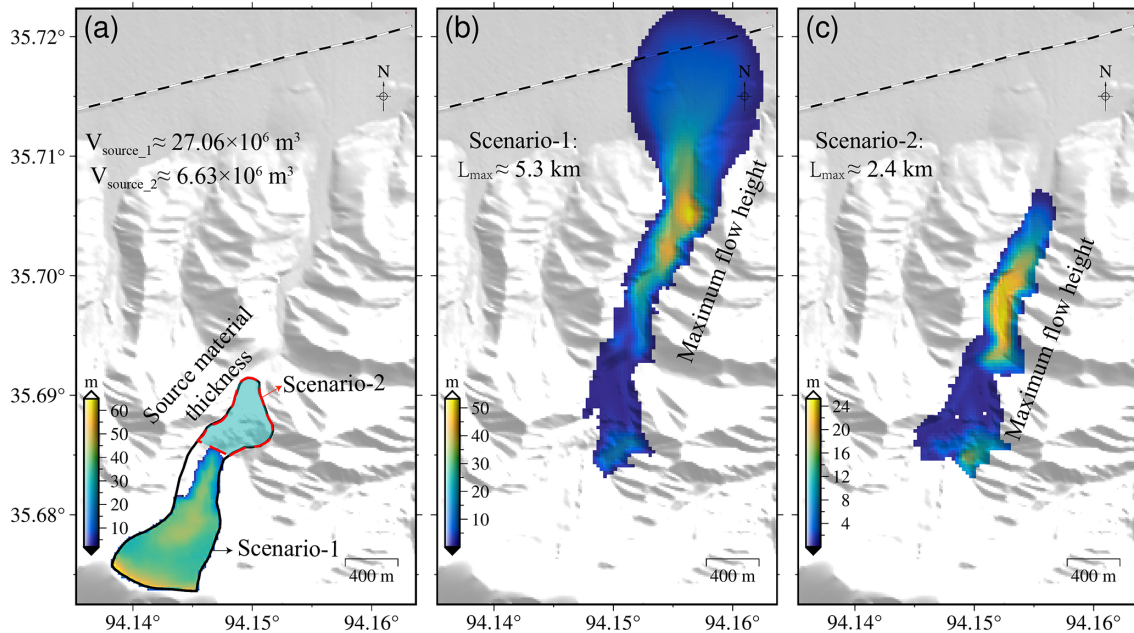 (a)
35.72°
35.71°
35.70°
35.69°
35.68°
N
V_source_1 ≈ 27.06×10⁶ m³
V_source_2 ≈ 6.63×10⁶ m³
Source material
thickness
Scenario-2
Scenario-1
m
60
50
40
30
20
10
400 m
94.14°
94.15°
94.16°
(b)
N
Scenario-1:
L_max ≈ 5.3 km
Maximum flow height
m
50
40
30
20
10
400 m
94.14°
94.15°
94.16°
(c)
N
Scenario-2:
L_max ≈ 2.4 km
Maximum flow height
m
24
20
16
12
8
4
400 m
94.14°
94.15°
94.16°